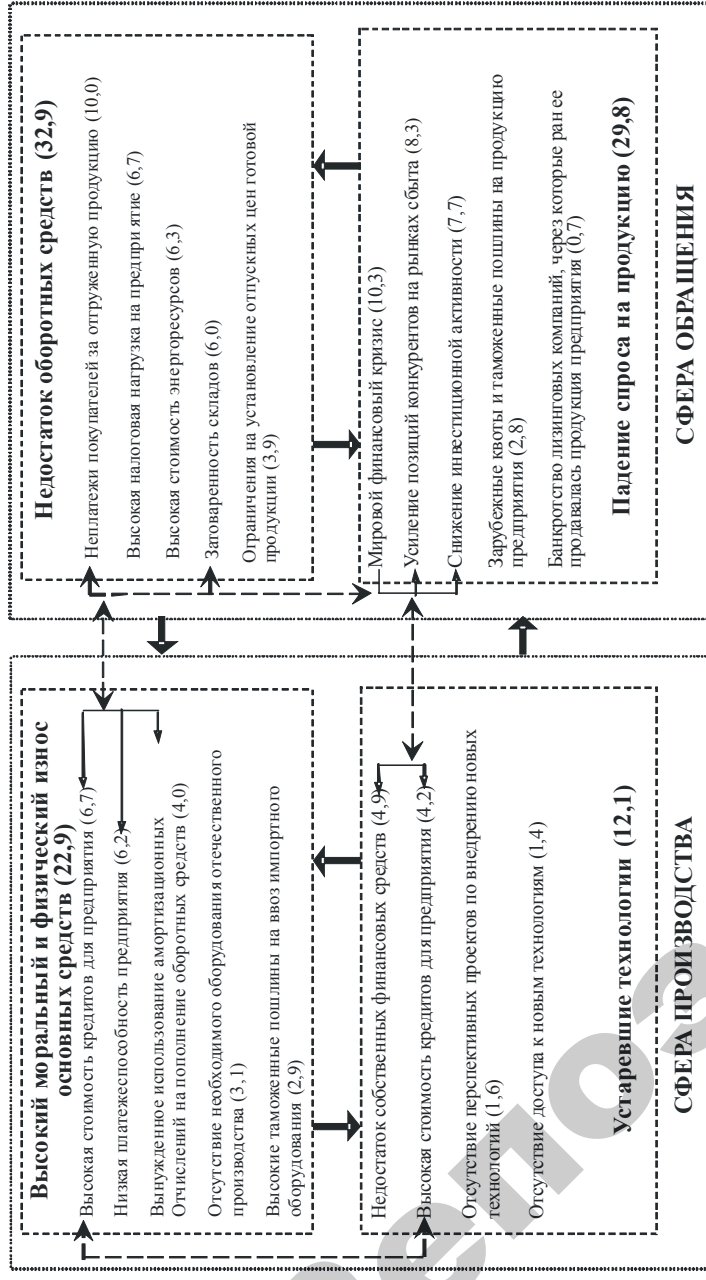 Высокий моральный и физический износ
основных средств (22,9)
Высокая стоимость кредитов для предприятия (6,7)
Низкая платежеспособность предприятия (6,2)
Вынужденное использование амортизационных
Отчислений на пополнение оборотных средств (4,0)
Отсутствие необходимого оборудования отечественного
производства (3,1)
Высокие таможенные пошлины на ввоз импортного
оборудования (2,9)
Недостаток собственных финансовых средств (4,9)
Высокая стоимость кредитов для предприятия (4,2)
Отсутствие перспективных проектов по внедрению новых
технологий (1,6)
Отсутствие доступа к новым технологиям (1,4)
Устаревшие технологии (12,1)
СФЕРА ПРОИЗВОДСТВА
Недостаток оборотных средств (32,9)
Неплатежи покупателей за отгруженную продукцию (10,0)
Высокая налоговая нагрузка на предприятие (6,7)
Высокая стоимость энергоресурсов (6,3)
Затоваренность складов (6,0)
Ограничения на установление отпускных цен готовой
продукции (3,9)
Мировой финансовый кризис (10,3)
Усиление позиций конкурентов на рынках сбыта (8,3)
Снижение инвестиционной активности (7,7)
Зарубежные квоты и таможенные пошлины на продукцию
предприятия (2,8)
Банкротство лизинговых компаний, через которые ранее
продавалась продукция предприятия (0,7)
Падение спроса на продукцию (29,8)
СФЕРА ОБРАЩЕНИЯ